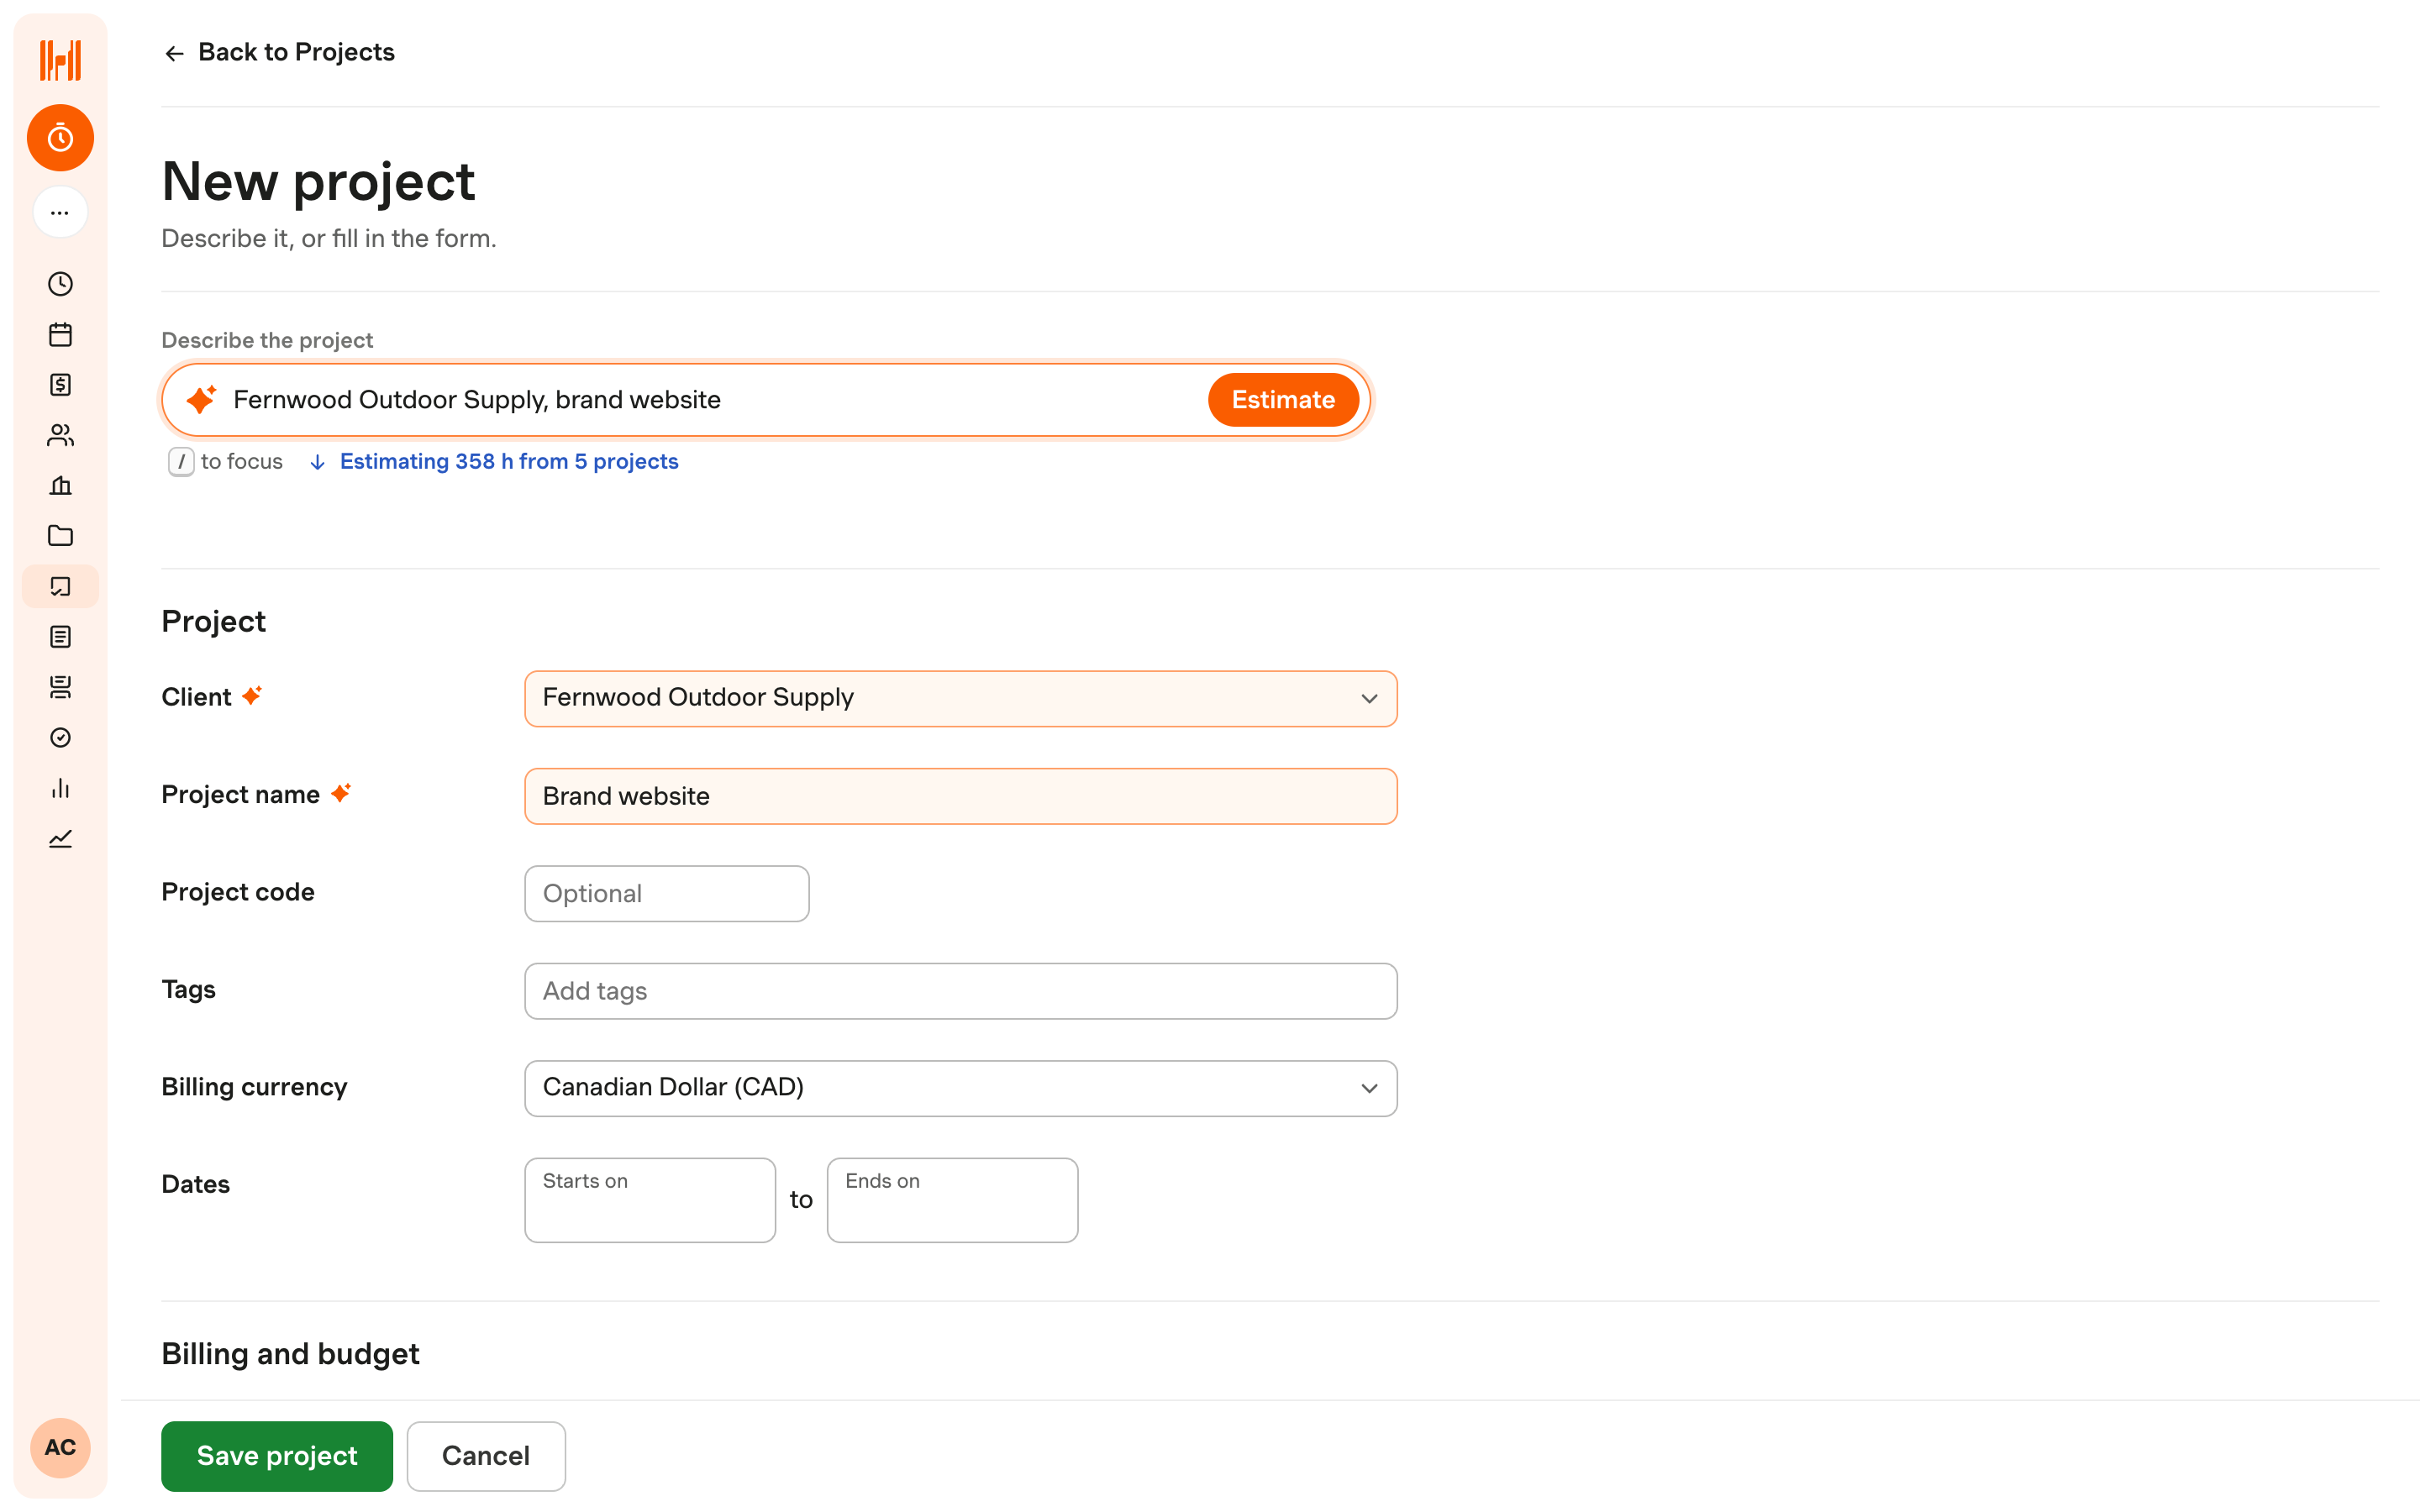 Back to Projects
New project
Describe it, or fill in the form.
Describe the project
Fernwood Outdoor Supply, brand website
Estimate
/ to focus
Estimating 358 h from 5 projects
Project
Client
Fernwood Outdoor Supply
Project name
Brand website
Project code
Optional
Tags
Add tags
Billing currency
Canadian Dollar (CAD)
Dates
Starts on
to
Ends on
Billing and budget
AC
Save project
Cancel